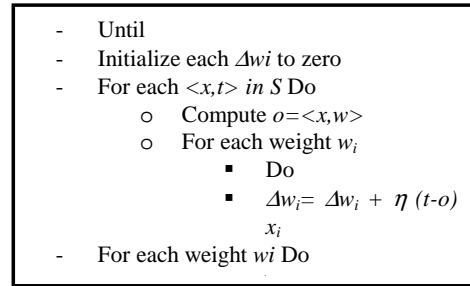 - Until
- Initialize each Δwi to zero
- For each <x,t> in S Do
o Compute o=<x,w>
o For each weight wᵢ
▪ Do
▪ Δwᵢ= Δwᵢ + η (t-o)
xᵢ
- For each weight wi Do